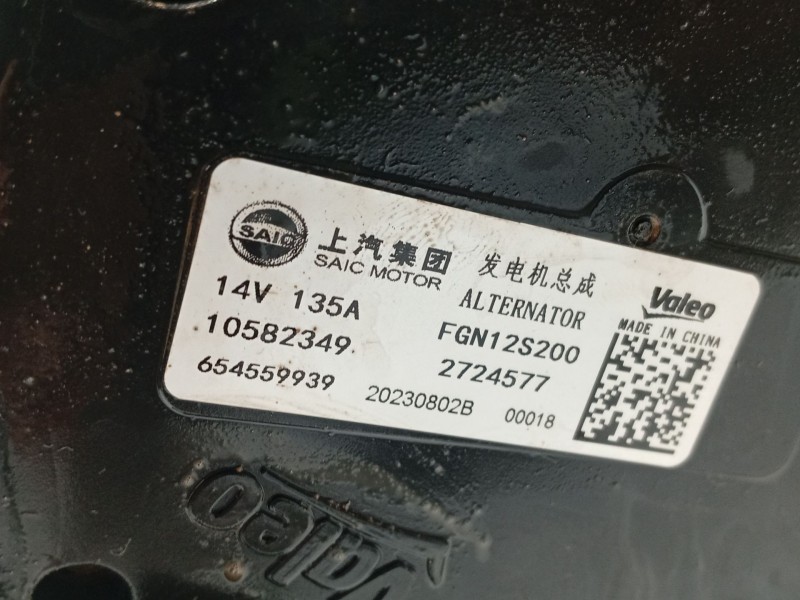 SAIC
上汽集团
SAIC MOTOR
发电机总成
ALTERNATOR
Valeo
MADE IN CHINA
14V 135A
FGN12S200
10582349
2724577
654559939
20230802B
00018
Valeo